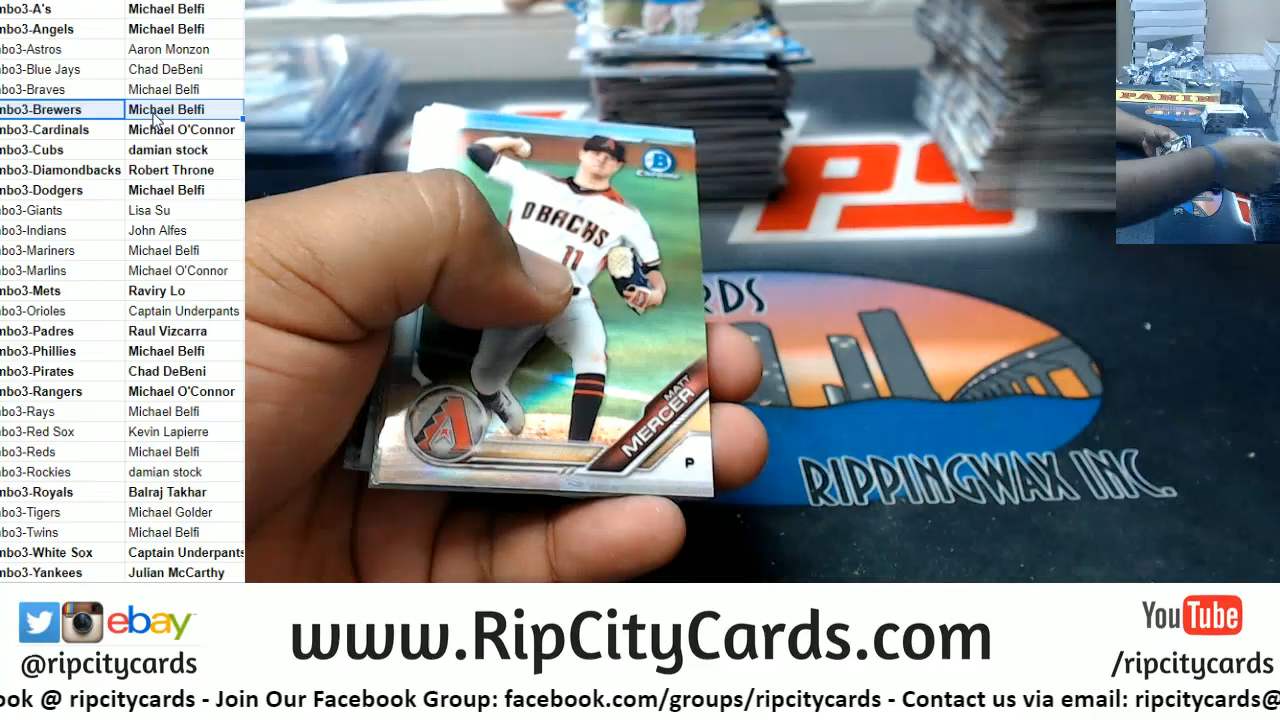 mbo3-A's Michael Belfi
mbo3-Angels Michael Belfi
mbo3-Astros Aaron Monzon
mbo3-Blue Jays Chad DeBeni
mbo3-Braves Michael Belfi
mbo3-Brewers Michael Belfi
mbo3-Cardinals Michael O'Connor
mbo3-Cubs damian stock
mbo3-Diamondbacks Robert Throne
mbo3-Dodgers Michael Belfi
mbo3-Giants Lisa Su
mbo3-Indians John Alfes
mbo3-Mariners Michael Belfi
mbo3-Marlins Michael O'Connor
mbo3-Mets Raviry Lo
mbo3-Orioles Captain Underpants
mbo3-Padres Raul Vizcarra
mbo3-Phillies Michael Belfi
mbo3-Pirates Chad DeBeni
mbo3-Rangers Michael O'Connor
mbo3-Rays Michael Belfi
mbo3-Red Sox Kevin Lapierre
mbo3-Reds Michael Belfi
mbo3-Rockies damian stock
mbo3-Royals Balraj Takhar
mbo3-Tigers Michael Golder
mbo3-Twins Michael Belfi
mbo3-White Sox Captain Underpants
mbo3-Yankees Julian McCarthy
PANINI
B
D·BACKS
11
MATT
MERCER
P
RDS
RIPPINGWAX INC.
ebay
@ripcitycards
www.RipCityCards.com
YouTube
/ripcitycards
ook @ ripcitycards - Join Our Facebook Group: facebook.com/groups/ripcitycards - Contact us via email: ripcitycards@